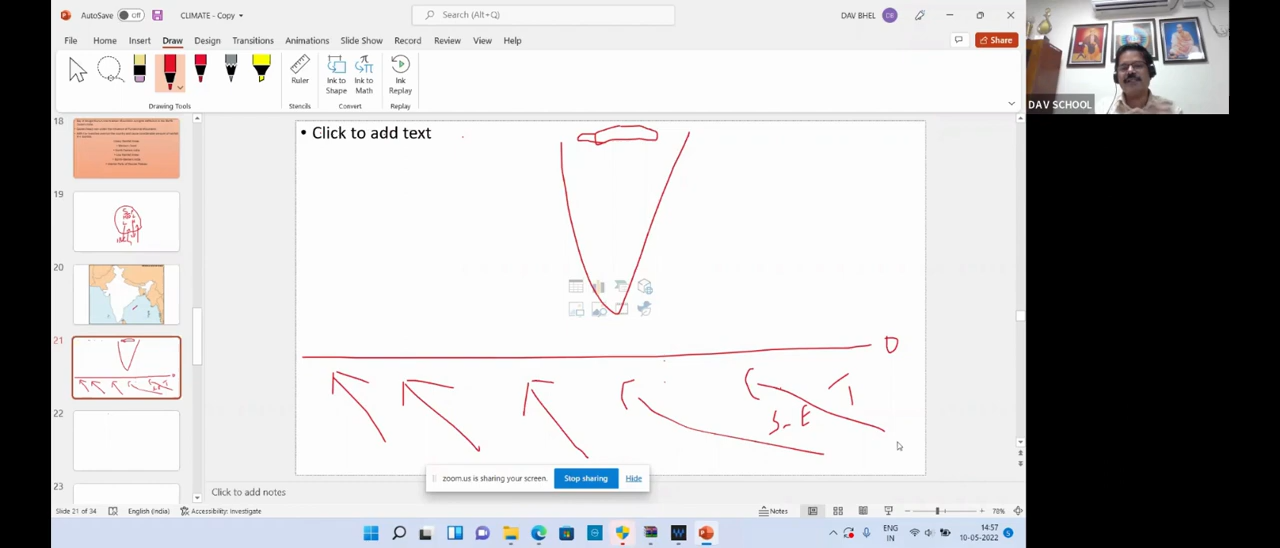 AutoSave
Off
CLIMATE - Copy
Search (Alt+Q)
DAV BHEL
DB
File
Home
Insert
Draw
Design
Transitions
Animations
Slide Show
Record
Review
View
Help
Share
Ruler
Ink to
Shape
Ink to
Math
Ink
Replay
Drawing Tools
Stencils
Convert
Replay
DAV SCHOOL
18
19
20
21
22
23
• Click to add text
0
S-E
zoom.us is sharing your screen.
Stop sharing
Hide
Click to add notes
Slide 21 of 34
English (India)
Accessibility: Investigate
Notes
78%
ENG
IN
14:57
10-05-2022
5